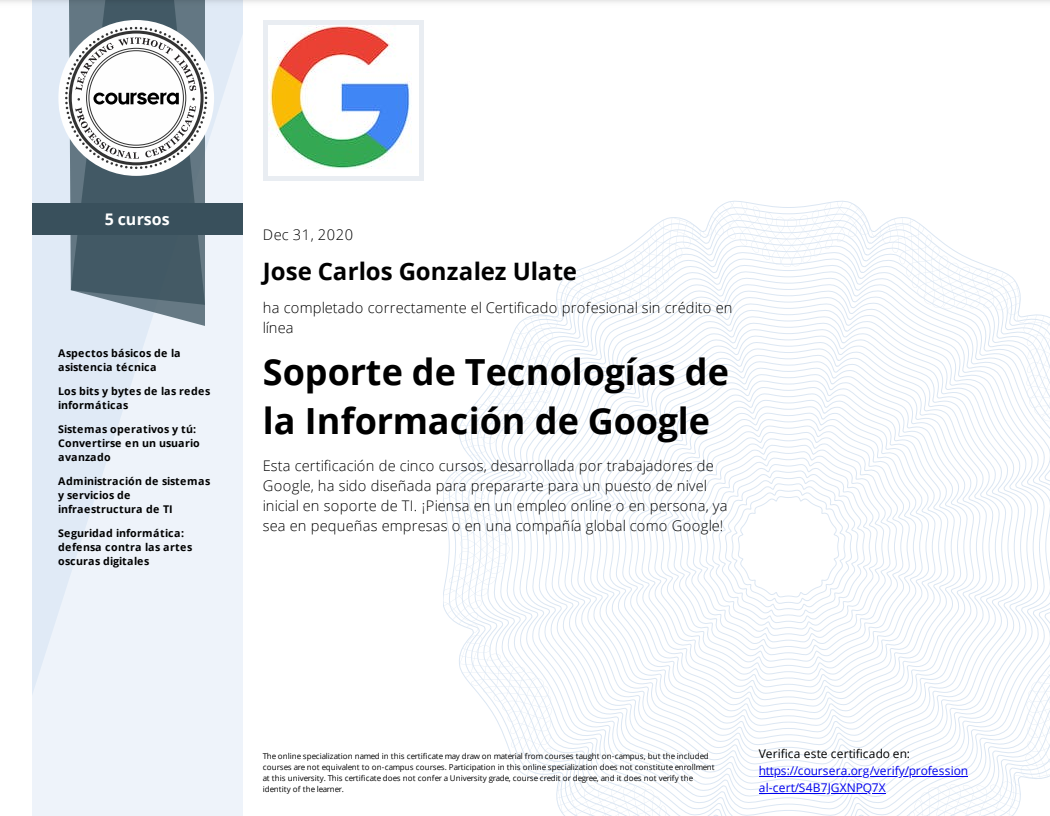 LEARNING WITHOUT LIMITS
coursera
PROFESSIONAL CERTIFICATE
5 cursos
Aspectos básicos de la
asistencia técnica
Los bits y bytes de las redes
informáticas
Sistemas operativos y tú:
Convertirse en un usuario
avanzado
Administración de sistemas
y servicios de
infraestructura de TI
Seguridad informática:
defensa contra las artes
oscuras digitales
Dec 31, 2020
Jose Carlos Gonzalez Ulate
ha completado correctamente el Certificado profesional sin crédito en
línea
Soporte de Tecnologías de
la Información de Google
Esta certificación de cinco cursos, desarrollada por trabajadores de
Google, ha sido diseñada para prepararte para un puesto de nivel
inicial en soporte de TI. ¡Piensa en un empleo online o en persona, ya
sea en pequeñas empresas o en una compañía global como Google!
The online specialization named in this certificate may draw on material from courses taught on-campus, but the included
courses are not equivalent to on-campus courses. Participation in this online specialization does not constitute enrollment
at this university. This certificate does not confer a University grade, course credit or degree, and it does not verify the
identity of the learner.
Verifica este certificado en:
https://coursera.org/verify/profession
al-cert/S4B7JGXNPQ7X